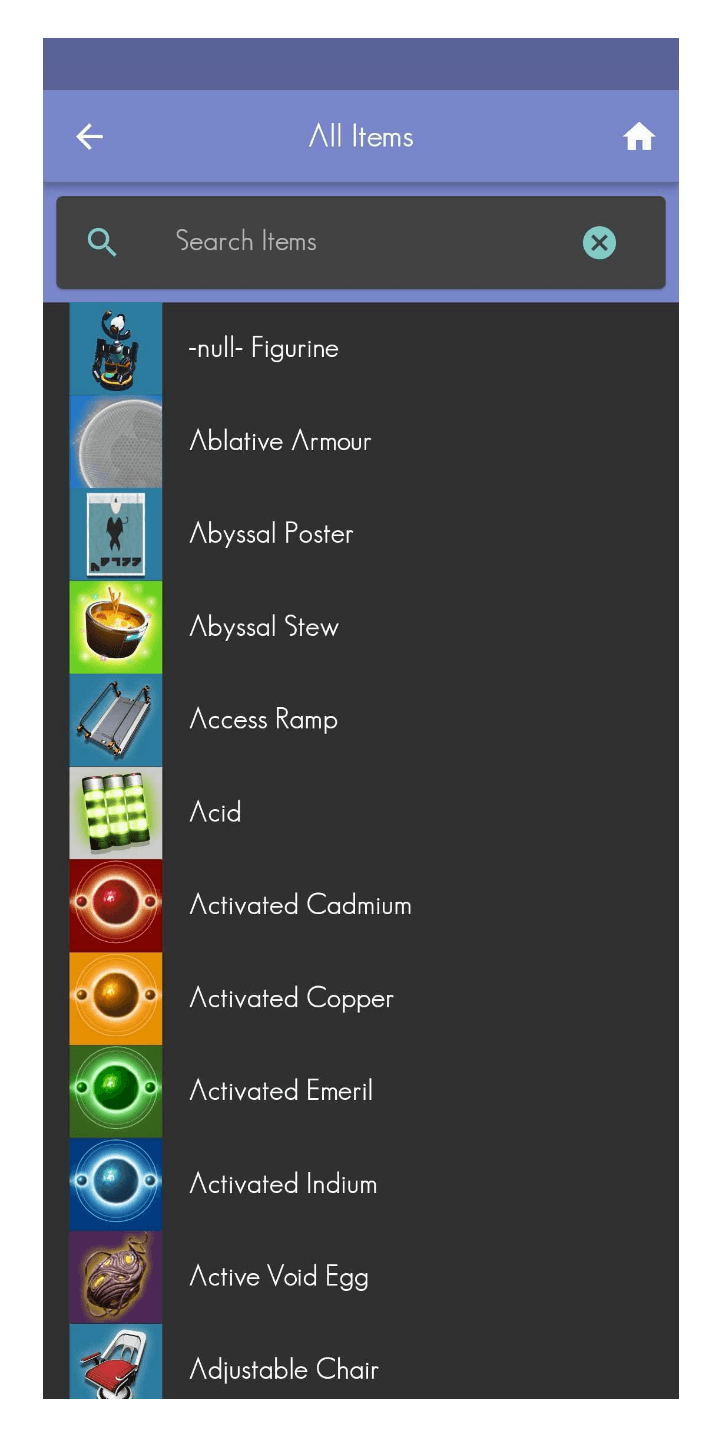 All Items
Search Items
-null- Figurine
Ablative Armour
Abyssal Poster
Abyssal Stew
Access Ramp
Acid
Activated Cadmium
Activated Copper
Activated Emeril
Activated Indium
Active Void Egg
Adjustable Chair